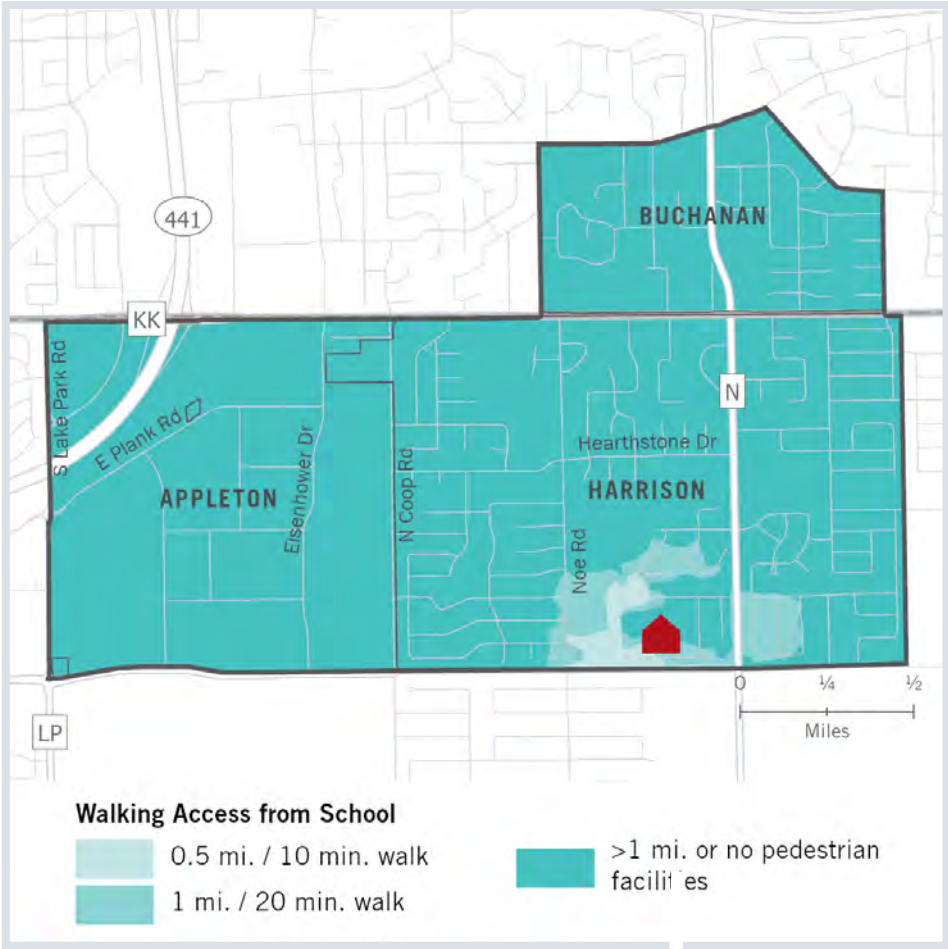 441
BUCHANAN
KK
S Lake Park Rd
N
E Plank Rd
Hearthstone Dr
Eisenhower Dr
N Coop Rd
APPLETON
HARRISON
Noe Rd
0 ¼ ½
Miles
LP
Walking Access from School
0.5 mi. / 10 min. walk
1 mi. / 20 min. walk
>1 mi. or no pedestrian
facilit es